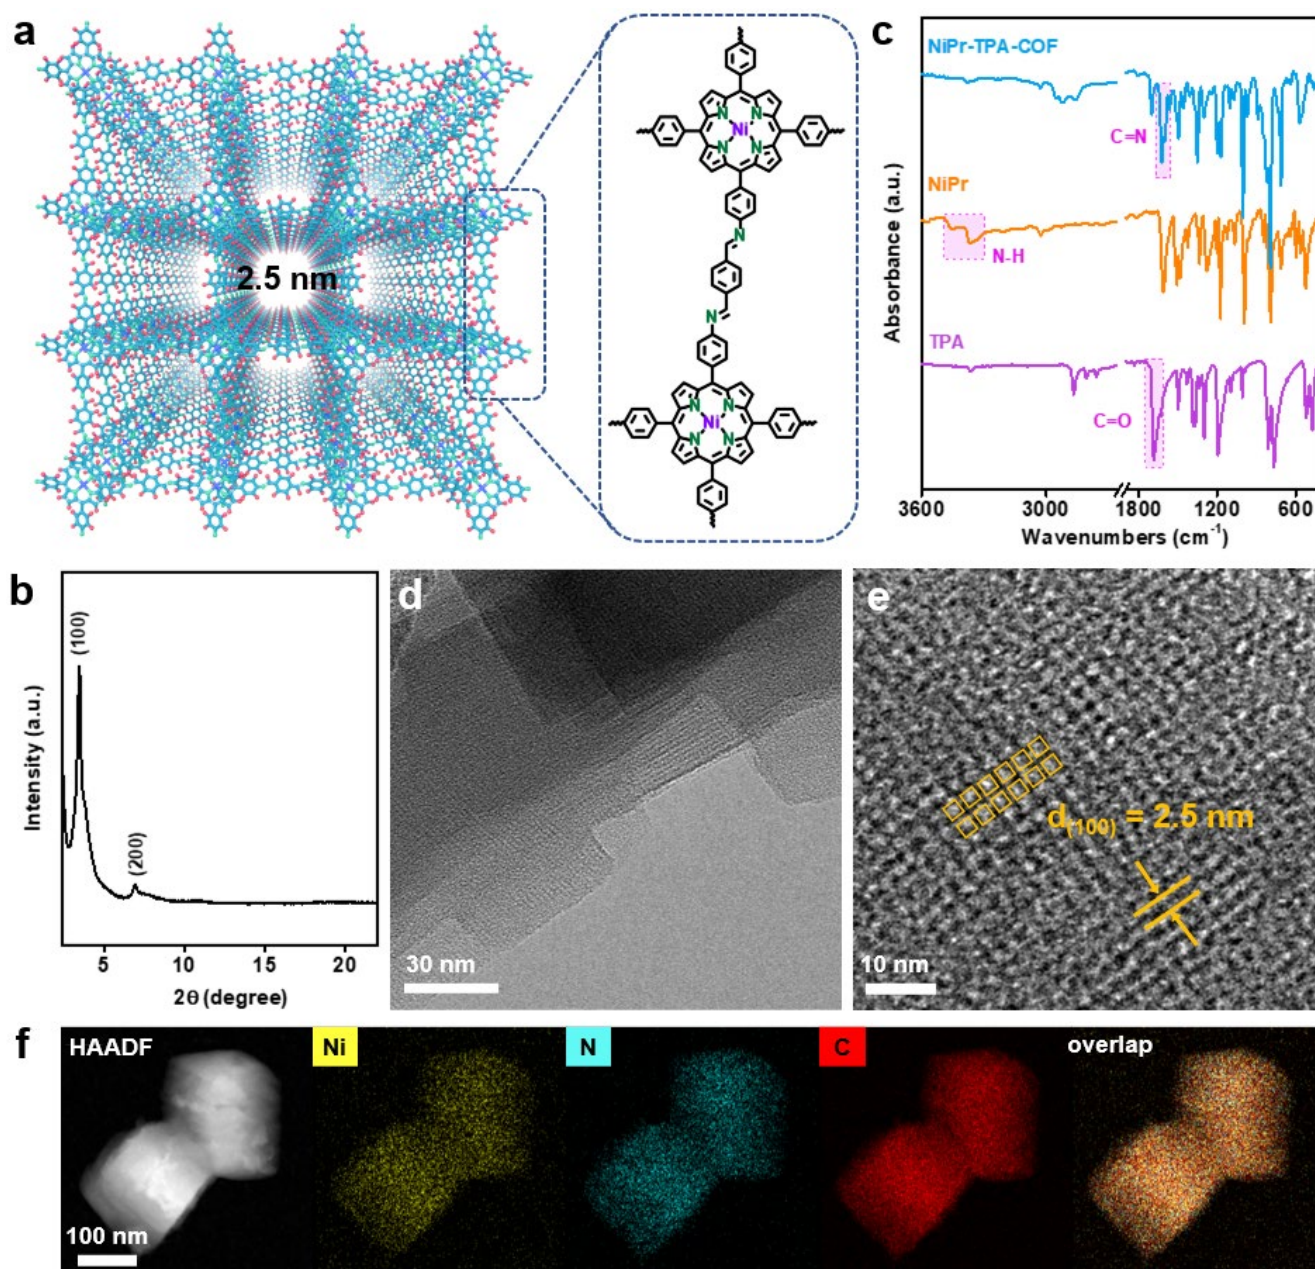 a
2.5 nm
Ni
N
N
N
N
N
N
Ni
N
N
N
N
c
NiPr-TPA-COF
C=N
NiPr
N-H
TPA
C=O
Absorbance (a.u.)
3600
3000
1800
1200
600
Wavenumbers (cm⁻¹)
b
(100)
(200)
Intensity (a.u.)
5
10
15
20
2θ (degree)
d
30 nm
e
d(100) = 2.5 nm
10 nm
f
HAADF
Ni
N
C
overlap
100 nm